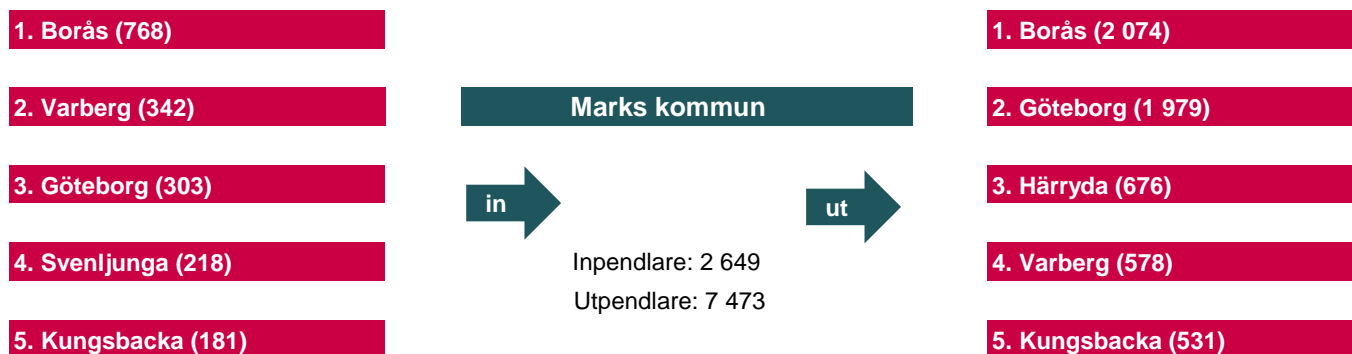 1. Borås (768)
2. Varberg (342)
3. Göteborg (303)
4. Svenljunga (218)
5. Kungsbacka (181)
Marks kommun
in
ut
Inpendlare: 2 649
Utpendlare: 7 473
1. Borås (2 074)
2. Göteborg (1 979)
3. Härryda (676)
4. Varberg (578)
5. Kungsbacka (531)